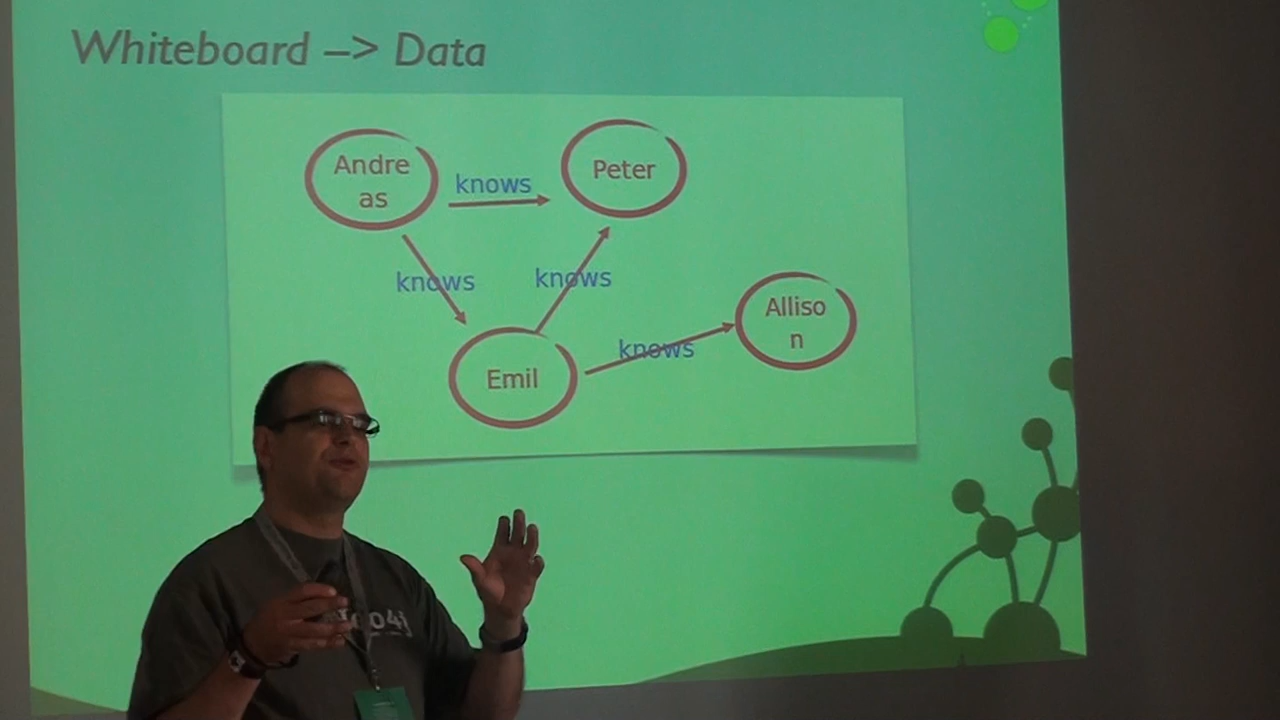 Whiteboard --> Data
Andre
as
knows
Peter
knows
knows
Alliso
n
knows
Emil